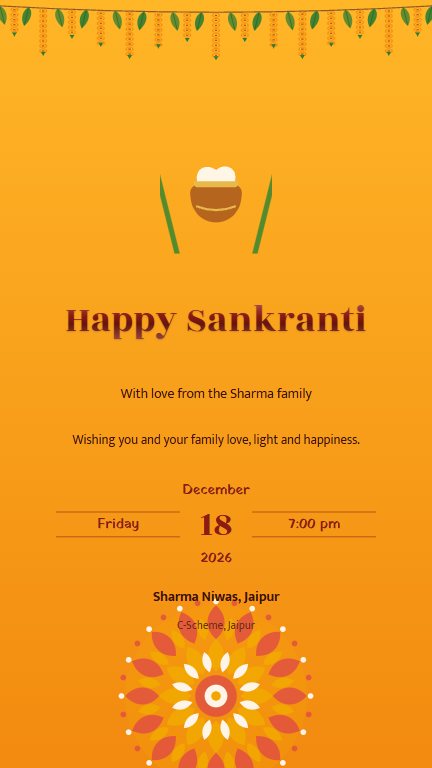 Happy Sankranti
With love from the Sharma family
Wishing you and your family love, light and happiness.
December
Friday 18 7:00 pm
2026
Sharma Niwas, Jaipur
C-Scheme, Jaipur